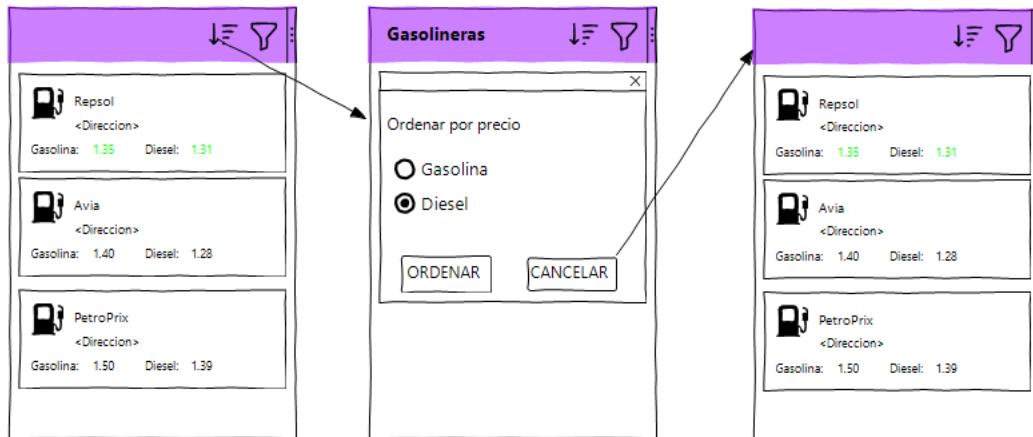 Repsol
<Direccion>
Gasolina: 1.35 Diesel: 1.31
Avia
<Direccion>
Gasolina: 1.40 Diesel: 1.28
PetroPrix
<Direccion>
Gasolina: 1.50 Diesel: 1.39
Gasolineras
Ordenar por precio
Gasolina
Diesel
ORDENAR
CANCELAR
Repsol
<Direccion>
Gasolina: 1.35 Diesel: 1.31
Avia
<Direccion>
Gasolina: 1.40 Diesel: 1.28
PetroPrix
<Direccion>
Gasolina: 1.50 Diesel: 1.39